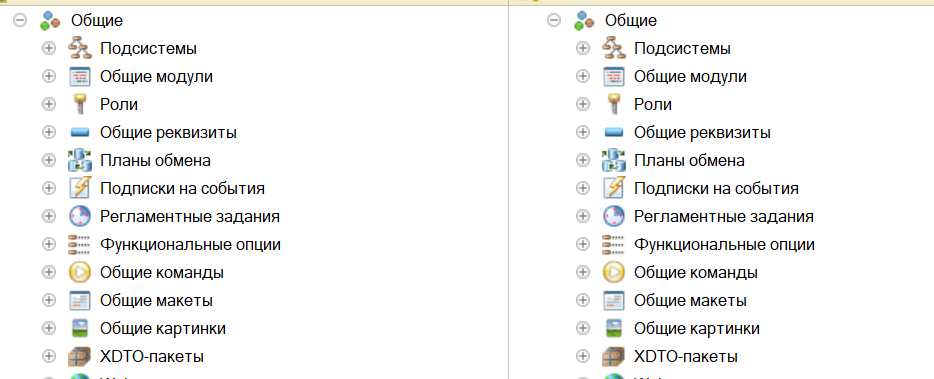 Общие
Подсистемы
Общие модули
Роли
Общие реквизиты
Планы обмена
Подписки на события
Регламентные задания
Функциональные опции
Общие команды
Общие макеты
Общие картинки
XDTO-пакеты
Общие
Подсистемы
Общие модули
Роли
Общие реквизиты
Планы обмена
Подписки на события
Регламентные задания
Функциональные опции
Общие команды
Общие макеты
Общие картинки
XDTO-пакеты